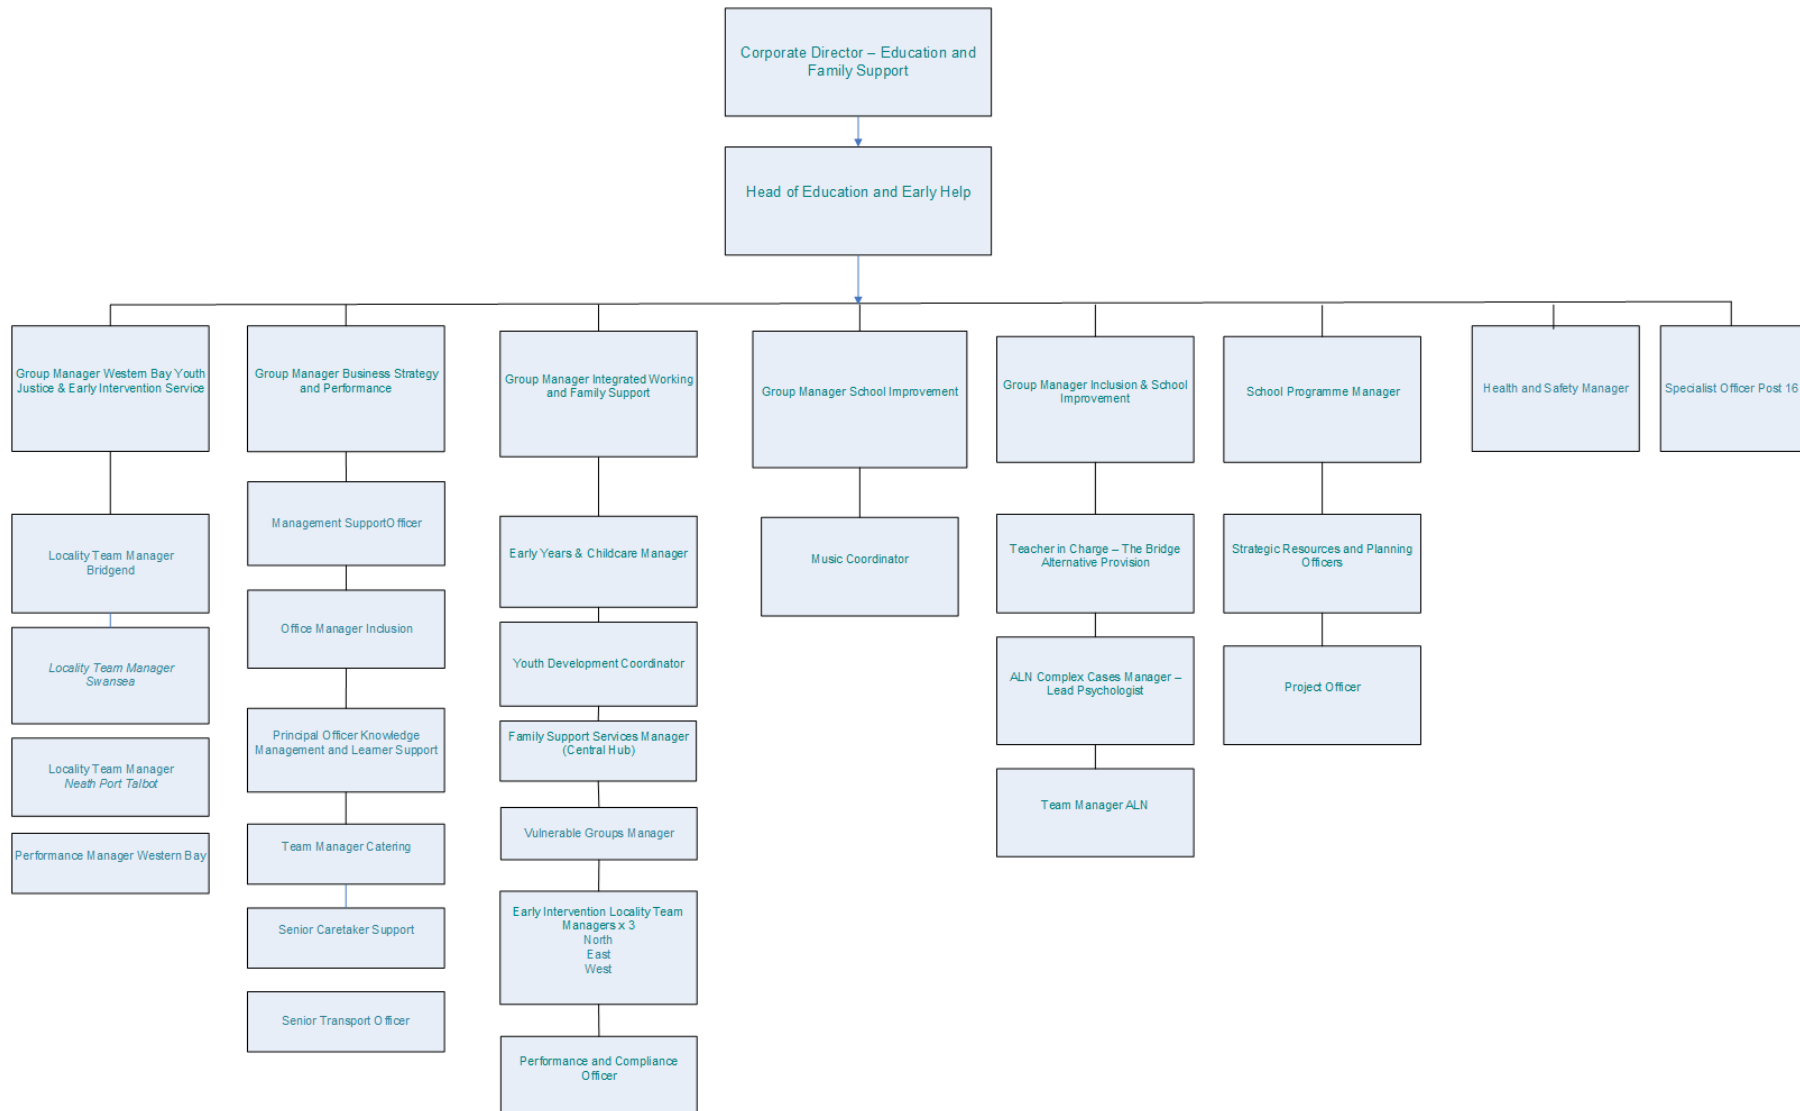 Corporate Director – Education and
Family Support
Head of Education and Early Help
Group Manager Western Bay Youth
Justice & Early Intervention Service
Group Manager Business Strategy
and Performance
Group Manager Integrated Working
and Family Support
Group Manager School Improvement
Group Manager Inclusion & School
Improvement
School Programme Manager
Health and Safety Manager
Specialist Officer Post 16
Locality Team Manager
Bridgend
Locality Team Manager
Swansea
Locality Team Manager
Neath Port Talbot
Performance Manager Western Bay
Management SupportOfficer
Office Manager Inclusion
Principal Officer Knowledge
Management and Learner Support
Team Manager Catering
Senior Caretaker Support
Senior Transport Officer
Early Years & Childcare Manager
Youth Development Coordinator
Family Support Services Manager
(Central Hub)
Vulnerable Groups Manager
Early Intervention Locality Team
Managers x 3
North
East
West
Performance and Compliance
Officer
Music Coordinator
Teacher in Charge – The Bridge
Alternative Provision
ALN Complex Cases Manager –
Lead Psychologist
Team Manager ALN
Strategic Resources and Planning
Officers
Project Officer